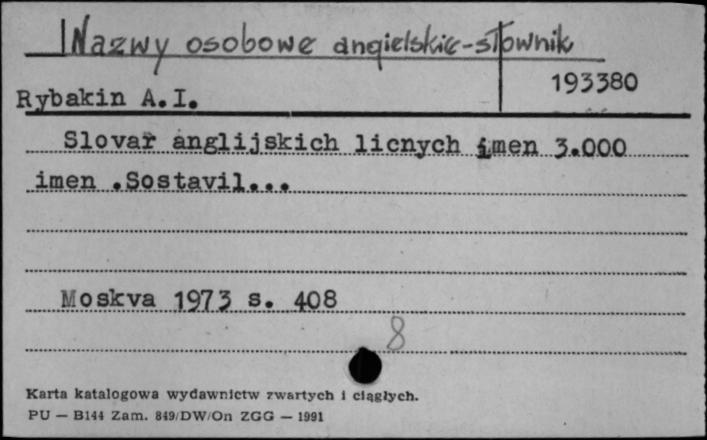 Nazwy osobowe angielskie-słownik
193380
Rybakin A.I.
Slovař anglijskich licnych imen 3.000
imen .Sostavil...
Moskva 1973 s. 408
8
Karta katalogowa wydawnictw zwartych i ciągłych.
PU — B144 Zam. 849/DW/On ZGG — 1991